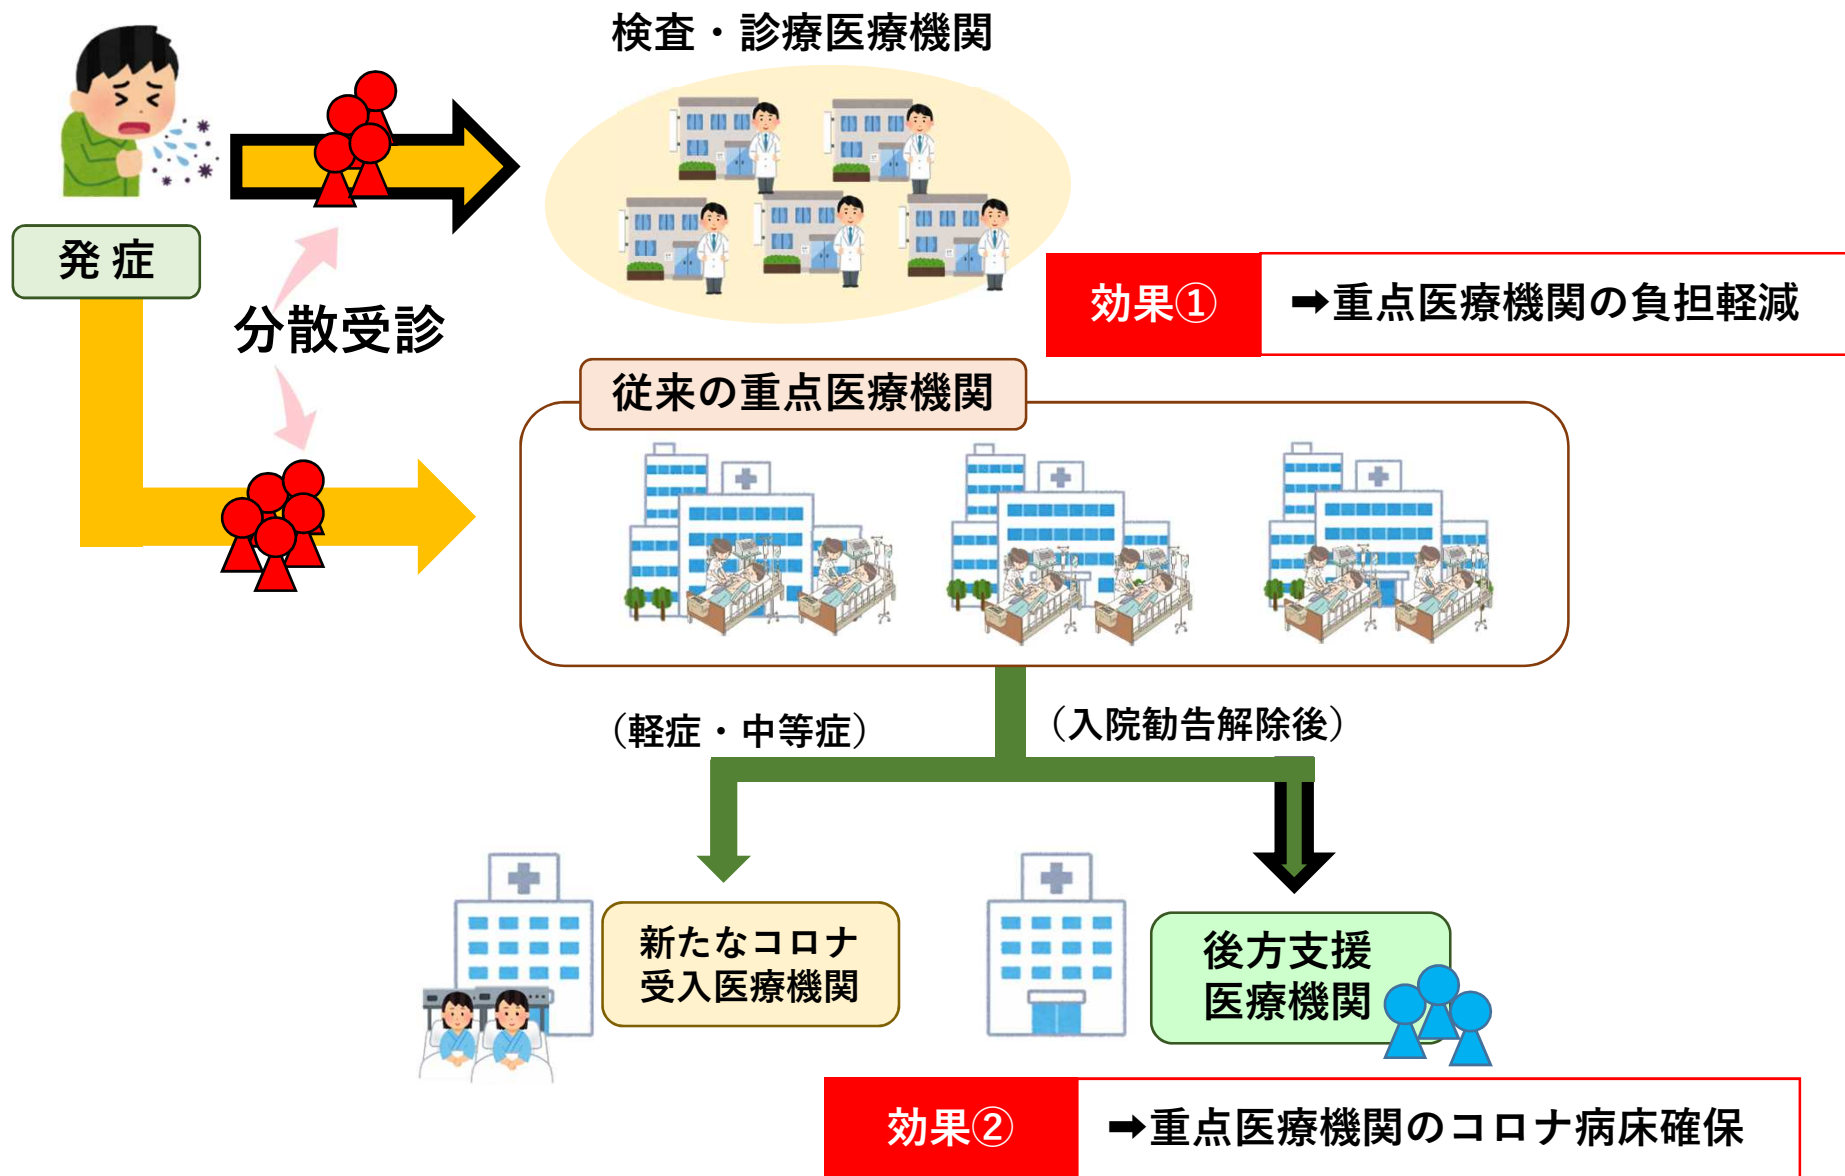 検査・診療医療機関
発症
分散受診
効果①
➡重点医療機関の負担軽減
従来の重点医療機関
（軽症・中等症）
（入院勧告解除後）
新たなコロナ
受入医療機関
後方支援
医療機関
効果②
➡重点医療機関のコロナ病床確保